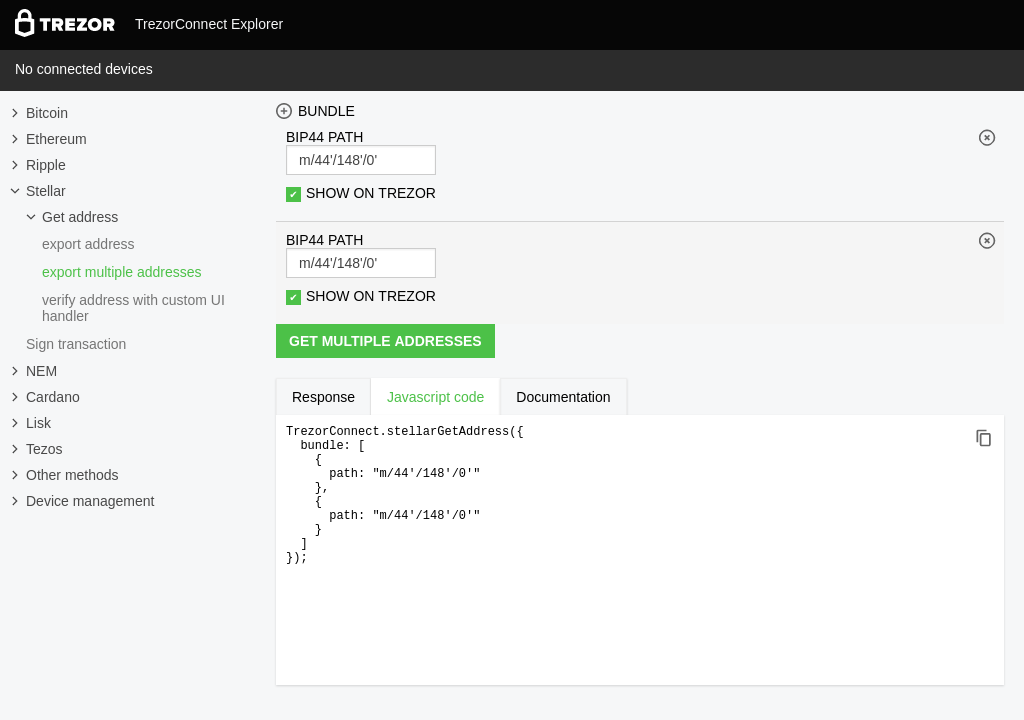 TREZOR TrezorConnect Explorer
No connected devices
Bitcoin
Ethereum
Ripple
Stellar
Get address
export address
export multiple addresses
verify address with custom UI
handler
Sign transaction
NEM
Cardano
Lisk
Tezos
Other methods
Device management
BUNDLE
BIP44 PATH
m/44'/148'/0'
SHOW ON TREZOR
BIP44 PATH
m/44'/148'/0'
SHOW ON TREZOR
GET MULTIPLE ADDRESSES
Response Javascript code Documentation
TrezorConnect.stellarGetAddress({
  bundle: [
    {
      path: "m/44'/148'/0'"
    },
    {
      path: "m/44'/148'/0'"
    }
  ]
});